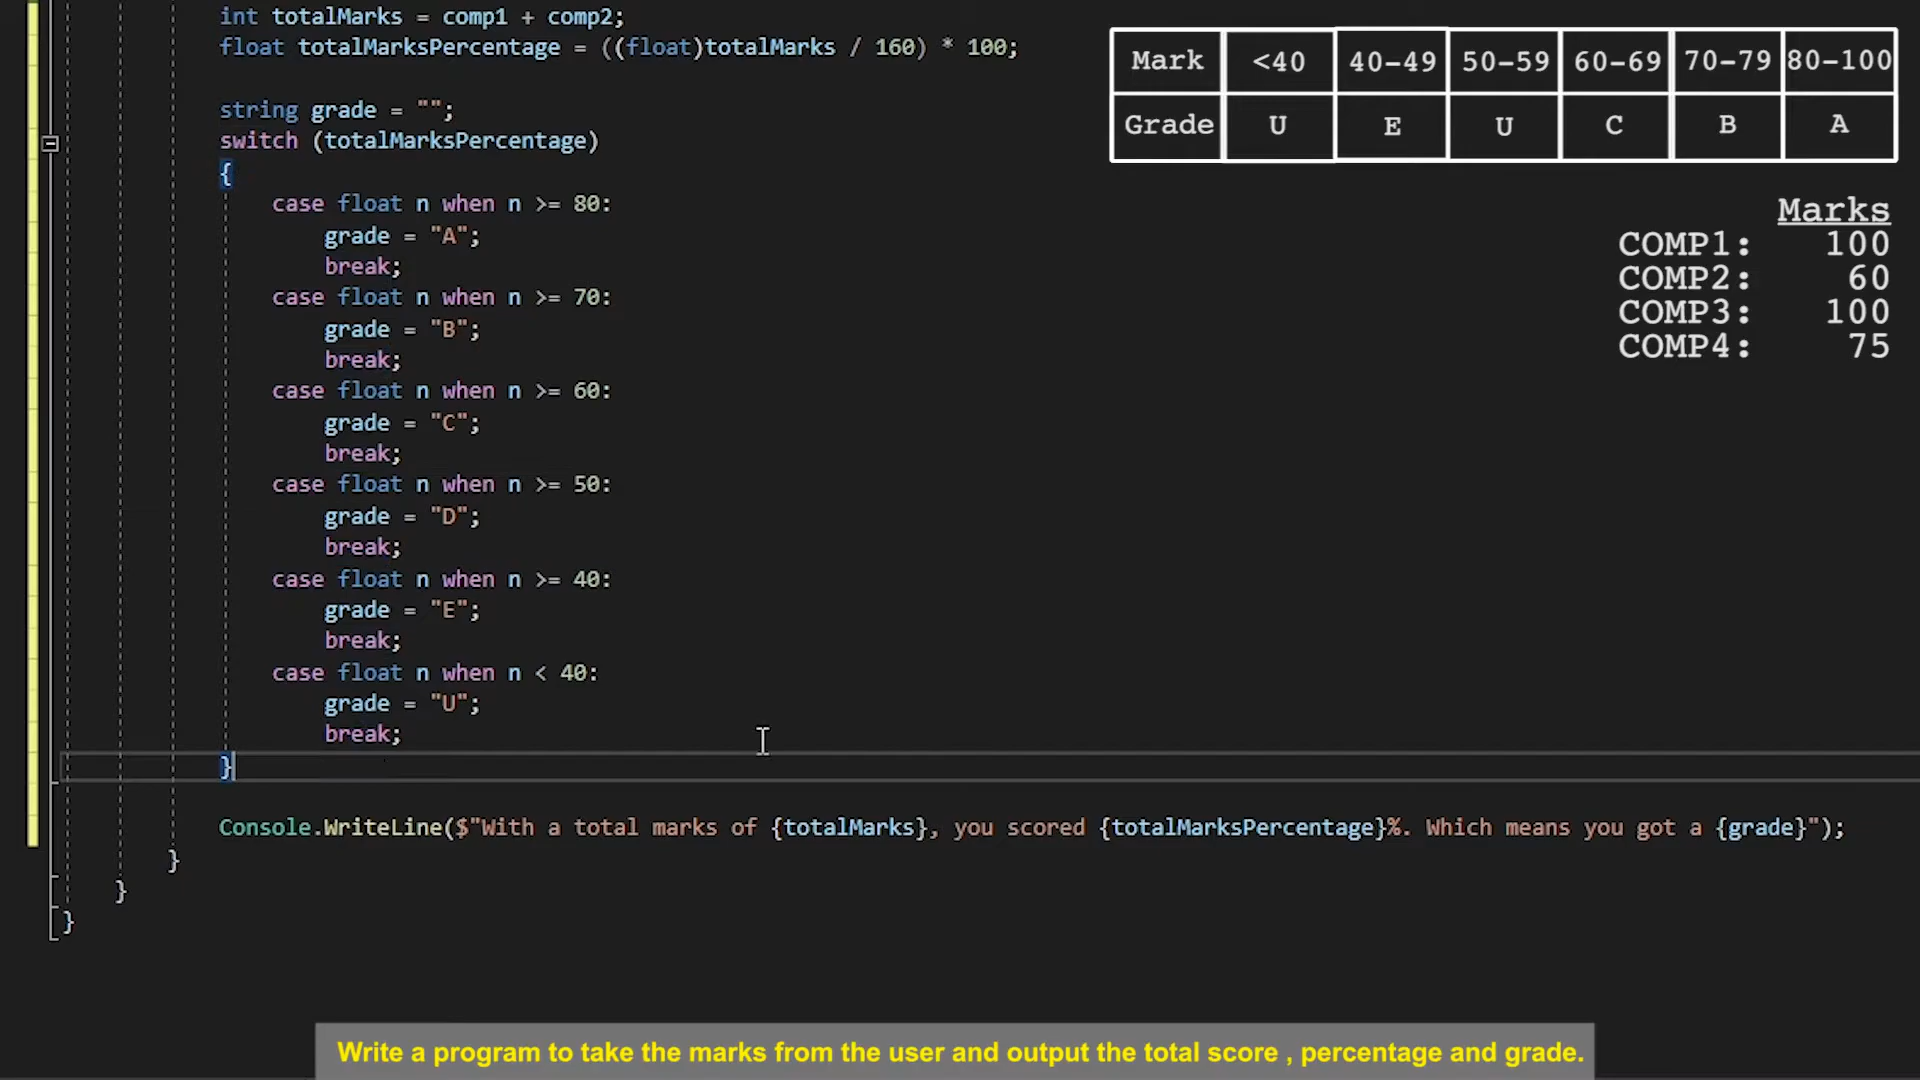 int totalMarks = comp1 + comp2;
float totalMarksPercentage = ((float)totalMarks / 160) * 100;
string grade = "";
switch (totalMarksPercentage)
{
case float n when n >= 80:
grade = "A";
break;
case float n when n >= 70:
grade = "B";
break;
case float n when n >= 60:
grade = "C";
break;
case float n when n >= 50:
grade = "D";
break;
case float n when n >= 40:
grade = "E";
break;
case float n when n < 40:
grade = "U";
break;
}
Console.WriteLine($"With a total marks of {totalMarks}, you scored {totalMarksPercentage}%. Which means you got a {grade}");
}
}
}
Mark <40 40-49 50-59 60-69 70-79 80-100
Grade U E U C B A
Marks
COMP1: 100
COMP2: 60
COMP3: 100
COMP4: 75
Write a program to take the marks from the user and output the total score , percentage and grade.